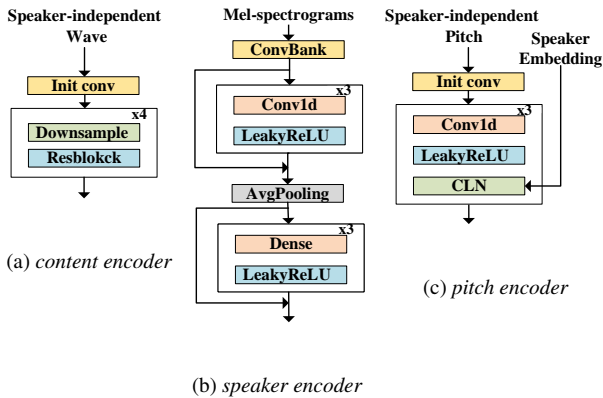 Speaker-independent
Wave
Init conv
x4
Downsample
Resblokck
(a) content encoder
Mel-spectrograms
ConvBank
x3
Conv1d
LeakyReLU
AvgPooling
x3
Dense
LeakyReLU
(b) speaker encoder
Speaker-independent
Pitch
Speaker
Embedding
Init conv
x3
Conv1d
LeakyReLU
CLN
(c) pitch encoder